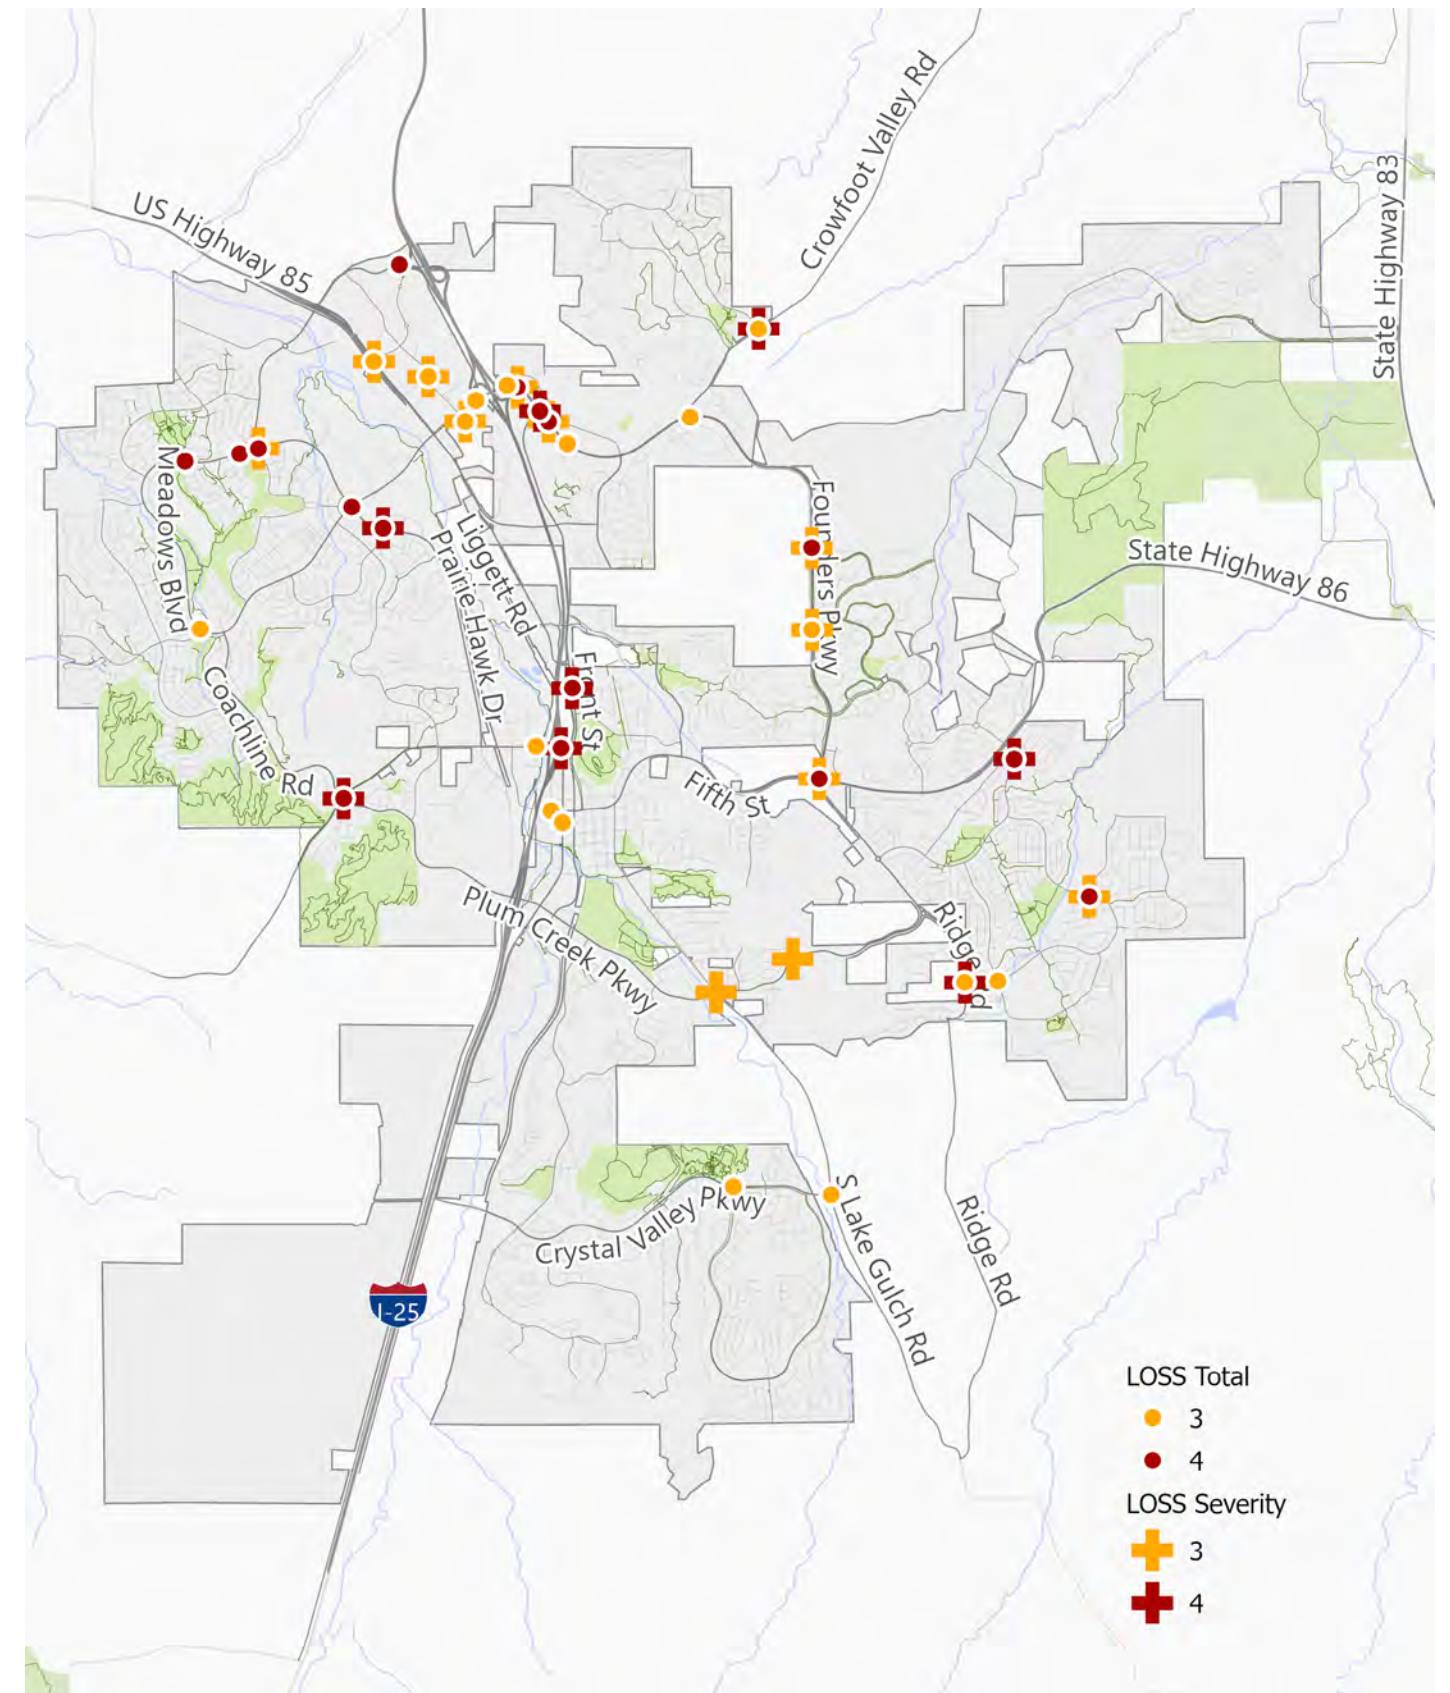 Crowfoot Valley Rd
State Highway 83
US Highway 85
Meadows Blvd
Founders Pkwy
Liggett Rd
Prairie Hawk Dr
State Highway 86
Front St
Coachline Rd
Fifth St
Plum Creek Pkwy
Ridge Rd
Crystal Valley Pkwy
S Lake Gulch Rd
Ridge Rd
I-25
LOSS Total
3
4
LOSS Severity
3
4